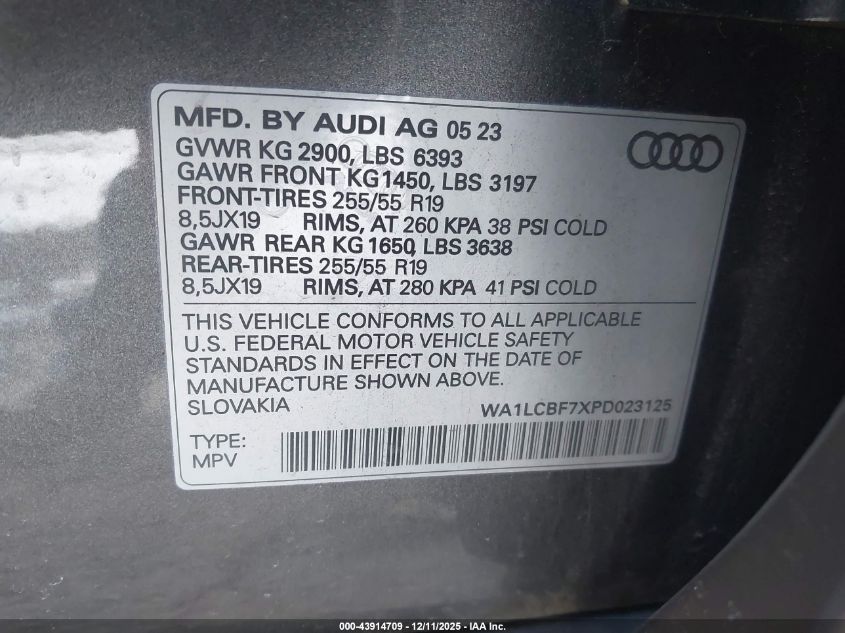 MFD. BY AUDI AG 05 23
GVWR KG 2900, LBS 6393
GAWR FRONT KG1450, LBS 3197
FRONT-TIRES 255/55 R19
8,5JX19 RIMS, AT 260 KPA 38 PSI COLD
GAWR REAR KG 1650, LBS 3638
REAR-TIRES 255/55 R19
8,5JX19 RIMS, AT 280 KPA 41 PSI COLD
THIS VEHICLE CONFORMS TO ALL APPLICABLE
U.S. FEDERAL MOTOR VEHICLE SAFETY
STANDARDS IN EFFECT ON THE DATE OF
MANUFACTURE SHOWN ABOVE.
SLOVAKIA WA1LCBF7XPD023125
TYPE:
MPV
000-43914709 - 12/11/2025 - IAA Inc.